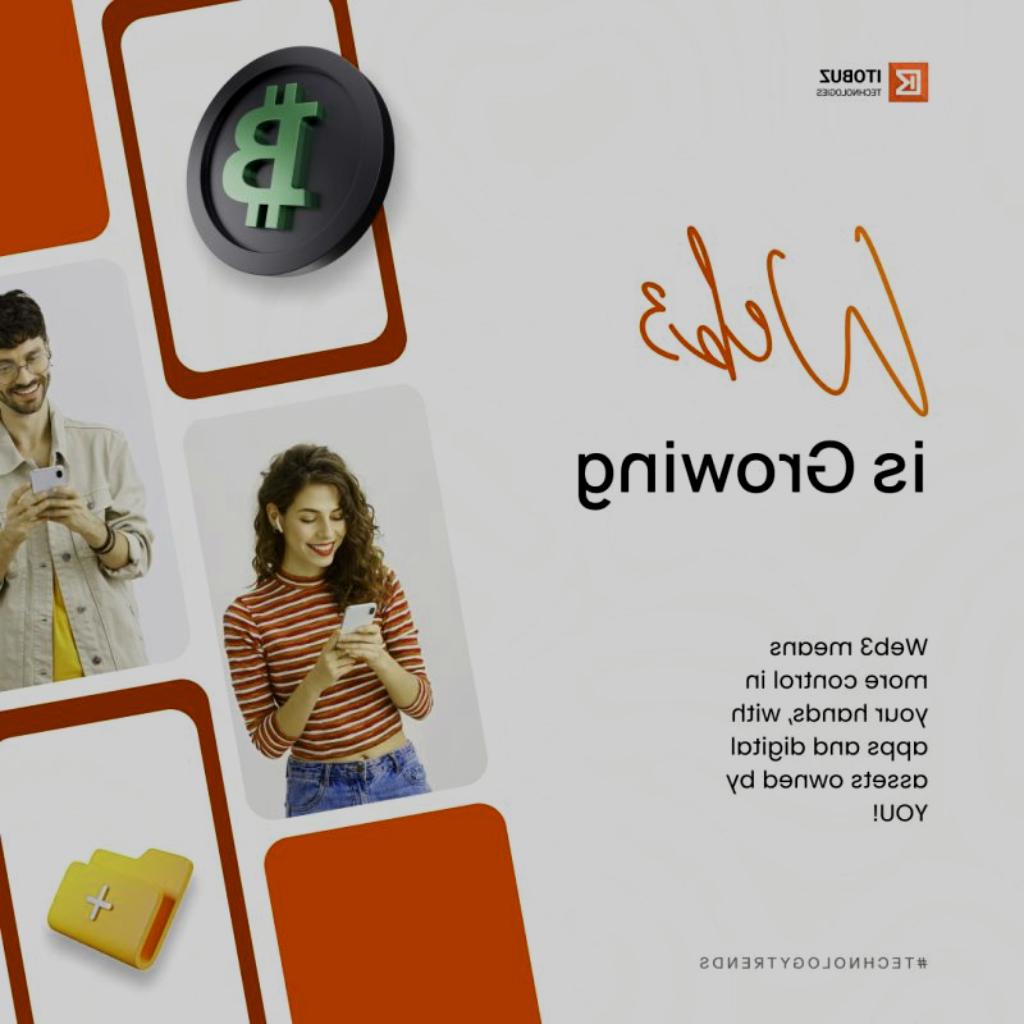 ITOBUZ
TECHNOLOGIES
Web3
is Growing
Web3 means
more control in
your hands, with
apps and digital
assets owned by
YOU!
#TECHNOLOGYTRENDS